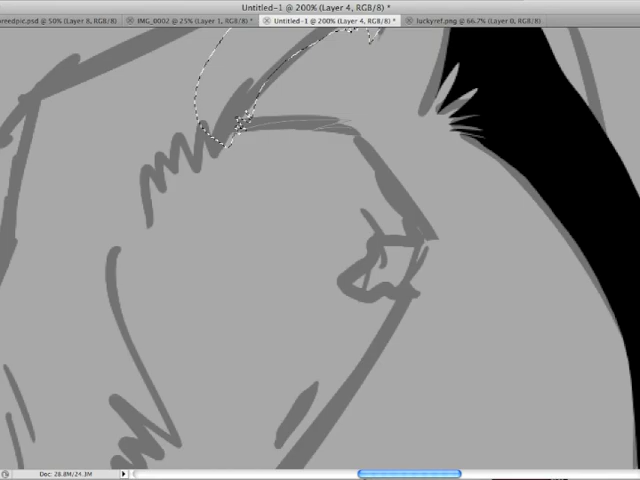 Untitled-1 @ 200% (Layer 4, RGB/8) *
reedpic.psd @ 50% (Layer 8, RGB/8) IMG_0002 @ 25% (Layer 1, RGB/8) * Untitled-1 @ 200% (Layer 4, RGB/8) * luckyref.png @ 66.7% (Layer 0, RGB/8)
Doc: 28.8M/24.3M